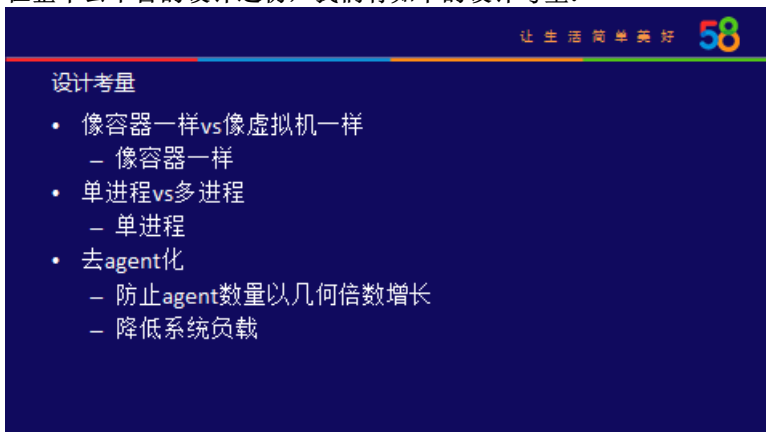 让生活简单美好 58
设计考量
• 像容器一样vs像虚拟机一样
– 像容器一样
• 单进程vs多进程
– 单进程
• 去agent化
– 防止agent数量以几何倍数增长
– 降低系统负载